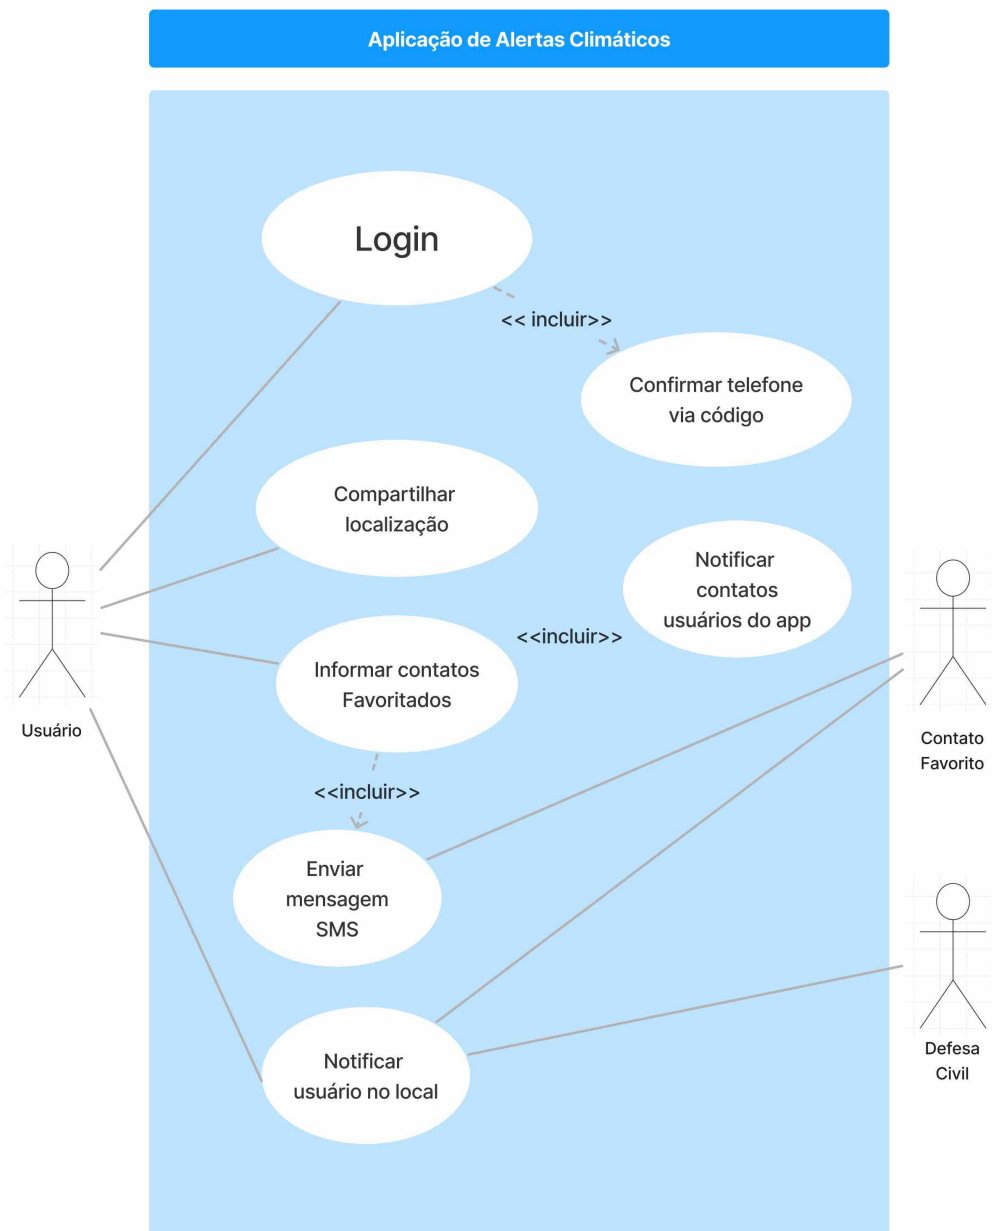 Aplicação de Alertas Climáticos
Login
<< incluir>>
Confirmar telefone
via código
Compartilhar
localização
Notificar
contatos
usuários do app
<<incluir>>
Informar contatos
Favoritados
Usuário
Contato
Favorito
<<incluir>>
Enviar
mensagem
SMS
Notificar
usuário no local
Defesa
Civil